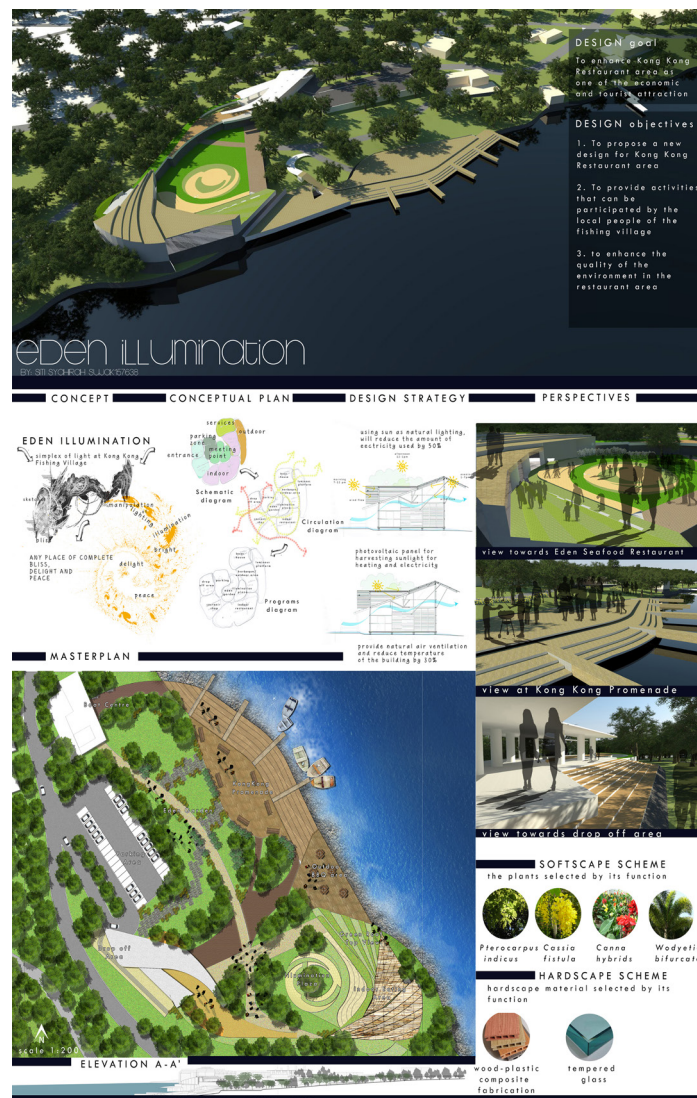 DESIGN goal
To enhance Kong Kong
Restaurant area as
one of the economic
and tourist attraction
DESIGN objectives
1. To propose a new
design for Kong Kong
Restaurant area
2. To provide activities
that can be
participated by the
local people of the
fishing village
3. to enhance the
quality of the
environment in the
restaurant area
eden illumination
BY: SITI SYAHIRAH SUJAK157638
CONCEPT
CONCEPTUAL PLAN
DESIGN STRATEGY
PERSPECTIVES
EDEN ILLUMINATION
simplex of light at Kong Kong
Fishing Village
manipulation
lighting
illumination
bright
delight
peace
ANY PLACE OF COMPLETE
BLISS,
DELIGHT AND
PEACE
services
outdoor
parking
zone
meeting
point
entrance
indoor
Schematic
diagram
Circulation
diagram
Programs
diagram
using sun as natural lighting,
will reduce the amount of
electricity used by 50%
photovoltaic panel for
harvesting sunlight for
heating and electricity
provide natural air ventilation
and reduce temperature
of the building by 30%
view towards Eden Seafood Restaurant
view at Kong Kong Promenade
view towards drop off area
MASTERPLAN
Drop off
Area
scale 1:200
ELEVATION A-A'
SOFTSCAPE SCHEME
the plants selected by its function
Pterocarpus
indicus
Cassia
fistula
Canna
hybrids
Wodyeti
bifurcat
HARDSCAPE SCHEME
hardscape material selected by its
function
wood-plastic
composite
fabrication
tempered
glass